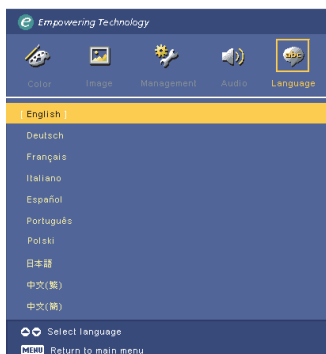 e Empowering Technology
Color Image Management Audio Language
[ English ]
Deutsch
Français
Italiano
Español
Português
Polski
日本語
中文(繁)
中文(簡)
Select language
MENU Return to main menu